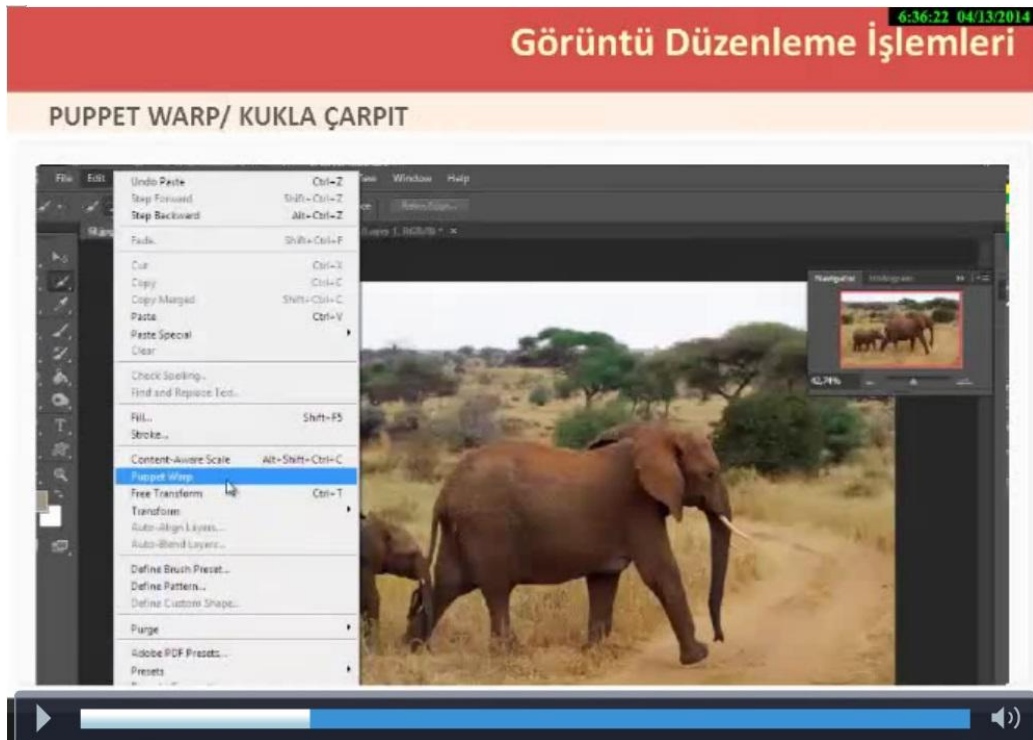 6:36:22 04/13/2014
Görüntü Düzenleme İşlemleri
PUPPET WARP/ KUKLA ÇARPIT
File Edit View Window Help
Undo Paste Ctrl+Z
Step Forward Shift+Ctrl+Z
Step Backward Alt+Ctrl+Z
Fade... Shift+Ctrl+F
Cut Ctrl+X
Copy Ctrl+C
Copy Merged Shift+Ctrl+C
Paste Ctrl+V
Paste Special
Clear
Check Spelling...
Find and Replace Text...
Fill... Shift+F5
Stroke...
Content-Aware Scale Alt+Shift+Ctrl+C
Puppet Warp
Free Transform Ctrl+T
Transform
Auto-Align Layers...
Auto-Blend Layers...
Define Brush Preset...
Define Pattern...
Define Custom Shape...
Purge
Adobe PDF Presets...
Presets
Navigator Histogram
62,74%